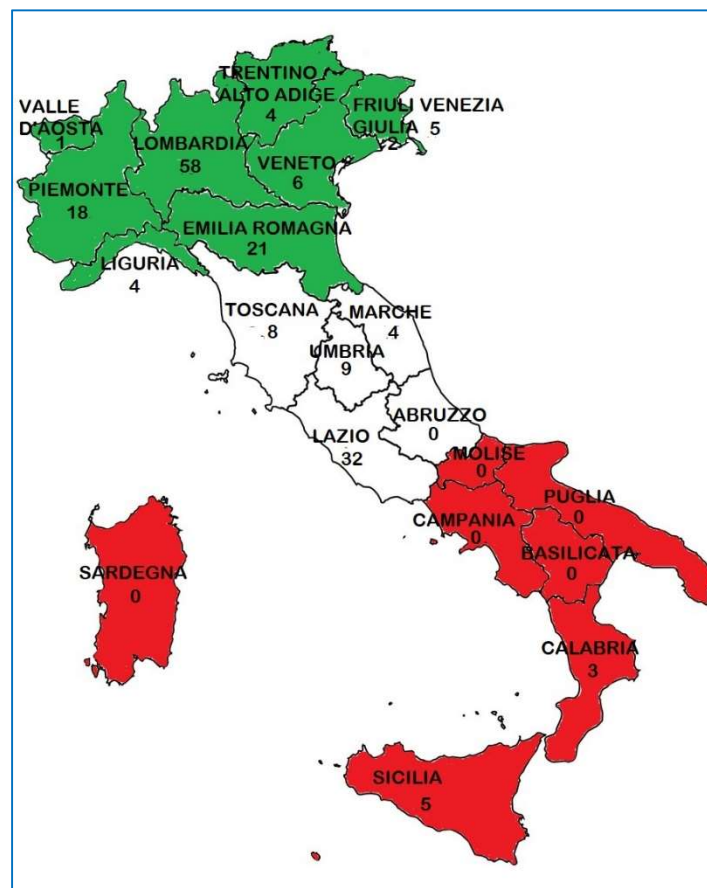 TRENTINO
ALTO ADIGE
4
VALLE
D'AOSTA
1
FRIULI VENEZIA
GIULIA 5
2
LOMBARDIA
58
VENETO
6
PIEMONTE
18
EMILIA ROMAGNA
21
LIGURIA
4
TOSCANA
8
MARCHE
4
UMBRIA
9
ABRUZZO
0
LAZIO
32
MOLISE
0
PUGLIA
0
CAMPANIA
0
BASILICATA
0
SARDEGNA
0
CALABRIA
3
SICILIA
5